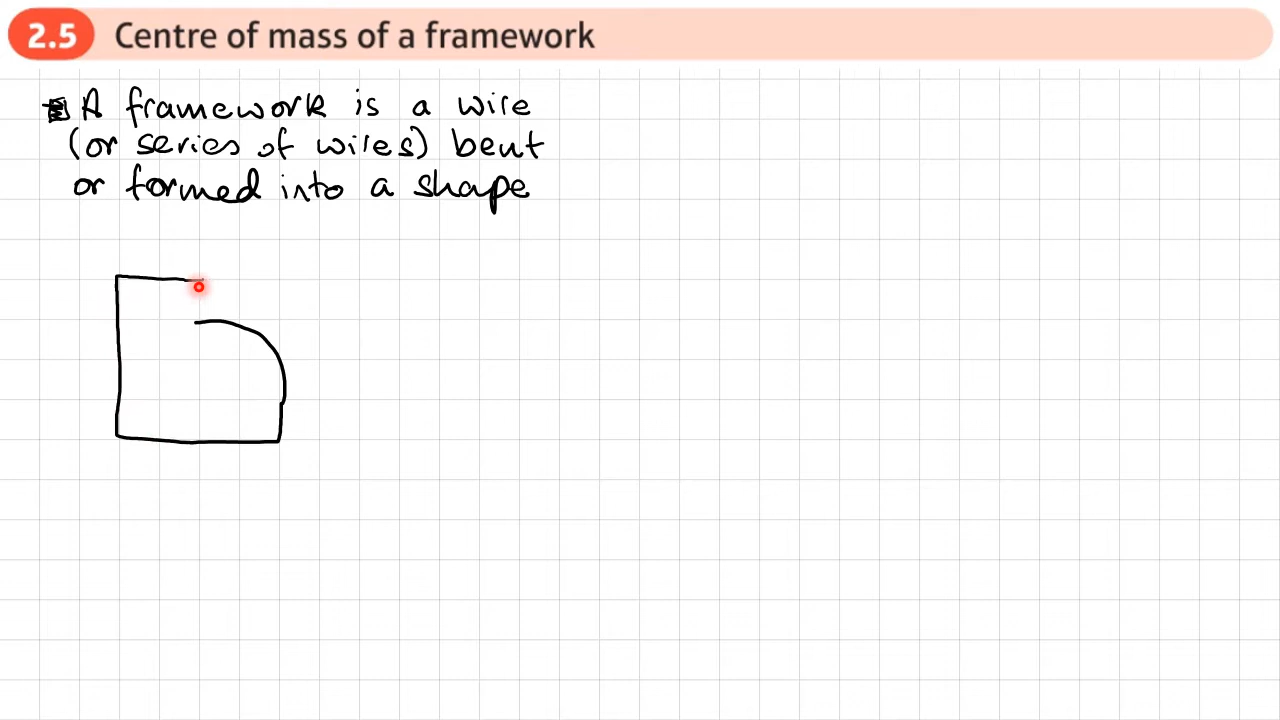 2.5 Centre of mass of a framework
A framework is a wire
(or series of wires) bent
or formed into a shape